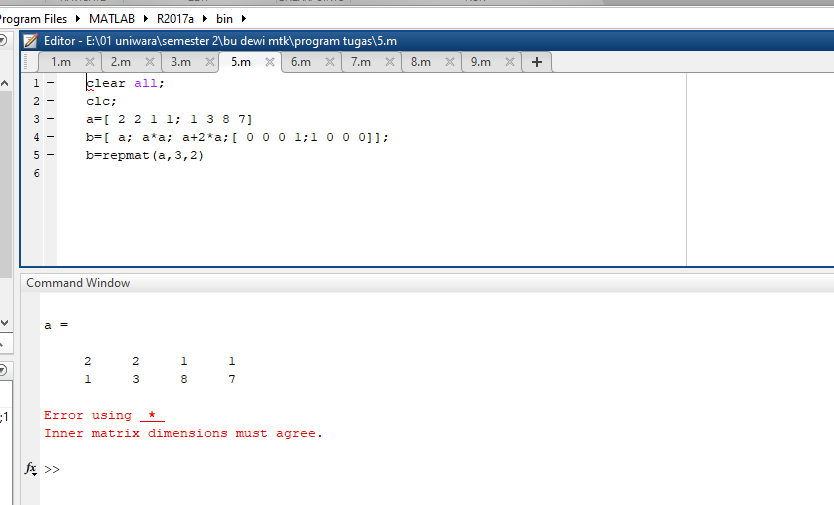 Program Files ▸ MATLAB ▸ R2017a ▸ bin ▸
Editor - E:\01 uniwara\semester 2\bu dewi mtk\program tugas\5.m
1.m × 2.m × 3.m × 5.m × 6.m × 7.m × 8.m × 9.m × +
1 − clear all;
2 − clc;
3 − a=[ 2 2 1 1; 1 3 8 7]
4 − b=[ a; a*a; a+2*a;[ 0 0 0 1;1 0 0 0]];
5 − b=repmat(a,3,2)
6
Command Window
a =
2 2 1 1
1 3 8 7
;1
Error using *
Inner matrix dimensions must agree.
fx >>